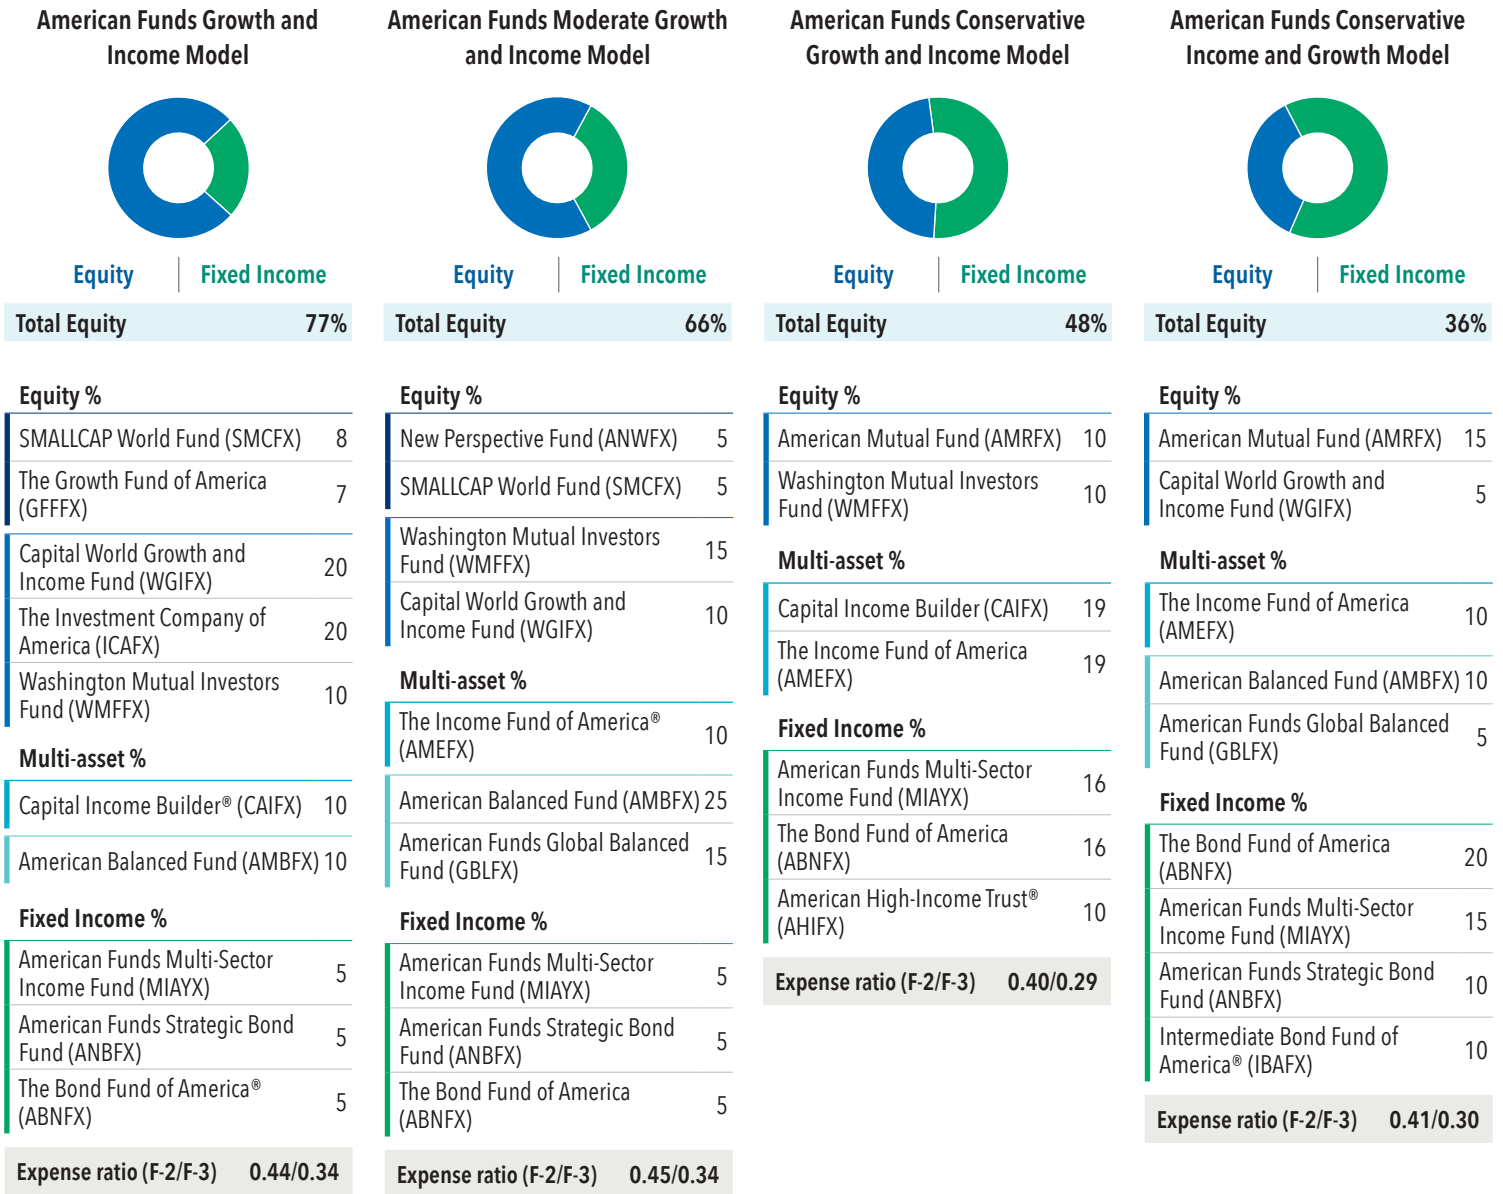 American Funds Growth and
Income Model
Equity
Fixed Income
Total Equity 77%
Equity %
SMALLCAP World Fund (SMCFX) 8
The Growth Fund of America
(GFFFX) 7
Capital World Growth and
Income Fund (WGIFX) 20
The Investment Company of
America (ICAFX) 20
Washington Mutual Investors
Fund (WMFFX) 10
Multi-asset %
Capital Income Builder® (CAIFX) 10
American Balanced Fund (AMBFX) 10
Fixed Income %
American Funds Multi-Sector
Income Fund (MIAYX) 5
American Funds Strategic Bond
Fund (ANBFX) 5
The Bond Fund of America®
(ABNFX) 5
Expense ratio (F-2/F-3) 0.44/0.34
American Funds Moderate Growth
and Income Model
Equity
Fixed Income
Total Equity 66%
Equity %
New Perspective Fund (ANWFX) 5
SMALLCAP World Fund (SMCFX) 5
Washington Mutual Investors
Fund (WMFFX) 15
Capital World Growth and
Income Fund (WGIFX) 10
Multi-asset %
The Income Fund of America®
(AMEFX) 10
American Balanced Fund (AMBFX) 25
American Funds Global Balanced
Fund (GBLFX) 15
Fixed Income %
American Funds Multi-Sector
Income Fund (MIAYX) 5
American Funds Strategic Bond
Fund (ANBFX) 5
The Bond Fund of America
(ABNFX) 5
Expense ratio (F-2/F-3) 0.45/0.34
American Funds Conservative
Growth and Income Model
Equity
Fixed Income
Total Equity 48%
Equity %
American Mutual Fund (AMRFX) 10
Washington Mutual Investors
Fund (WMFFX) 10
Multi-asset %
Capital Income Builder (CAIFX) 19
The Income Fund of America
(AMEFX) 19
Fixed Income %
American Funds Multi-Sector
Income Fund (MIAYX) 16
The Bond Fund of America
(ABNFX) 16
American High-Income Trust®
(AHIFX) 10
Expense ratio (F-2/F-3) 0.40/0.29
American Funds Conservative
Income and Growth Model
Equity
Fixed Income
Total Equity 36%
Equity %
American Mutual Fund (AMRFX) 15
Capital World Growth and
Income Fund (WGIFX) 5
Multi-asset %
The Income Fund of America
(AMEFX) 10
American Balanced Fund (AMBFX) 10
American Funds Global Balanced
Fund (GBLFX) 5
Fixed Income %
The Bond Fund of America
(ABNFX) 20
American Funds Multi-Sector
Income Fund (MIAYX) 15
American Funds Strategic Bond
Fund (ANBFX) 10
Intermediate Bond Fund of
America® (IBAFX) 10
Expense ratio (F-2/F-3) 0.41/0.30